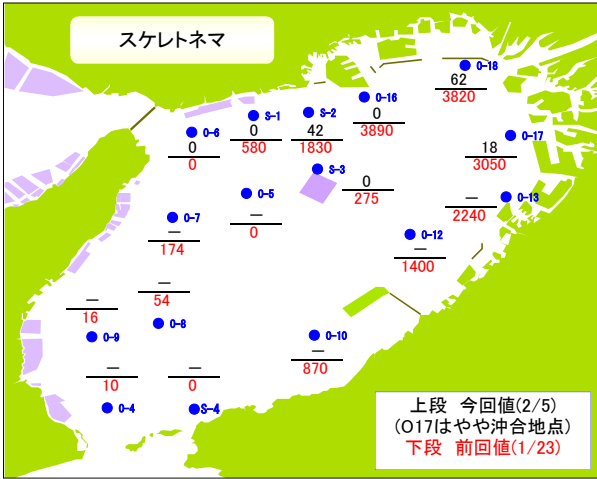 スケレトネマ
O-18
62
3820
O-16
0
3890
S-1
0
580
S-2
42
1830
O-6
0
0
O-17
18
3050
S-3
0
275
O-5
—
0
O-13
—
2240
O-7
—
174
O-12
—
1400
—
54
O-8
—
16
O-9
O-10
—
870
—
10
O-4
—
0
S-4
上段 今回値(2/5)
(O17はやや沖合地点)
下段 前回値(1/23)